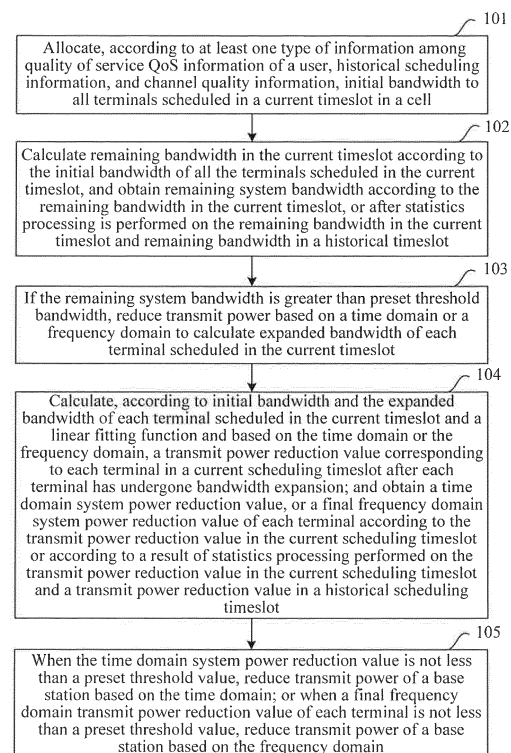 101
Allocate, according to at least one type of information among
quality of service QoS information of a user, historical scheduling
information, and channel quality information, initial bandwidth to
all terminals scheduled in a current timeslot in a cell
102
Calculate remaining bandwidth in the current timeslot according to
the initial bandwidth of all the terminals scheduled in the current
timeslot, and obtain remaining system bandwidth according to the
remaining bandwidth in the current timeslot, or after statistics
processing is performed on the remaining bandwidth in the current
timeslot and remaining bandwidth in a historical timeslot
103
If the remaining system bandwidth is greater than preset threshold
bandwidth, reduce transmit power based on a time domain or a
frequency domain to calculate expanded bandwidth of each
terminal scheduled in the current timeslot
104
Calculate, according to initial bandwidth and the expanded
bandwidth of each terminal scheduled in the current timeslot and a
linear fitting function and based on the time domain or the
frequency domain, a transmit power reduction value corresponding
to each terminal in a current scheduling timeslot after each
terminal has undergone bandwidth expansion; and obtain a time
domain system power reduction value, or a final frequency domain
system power reduction value of each terminal according to the
transmit power reduction value in the current scheduling timeslot
or according to a result of statistics processing performed on the
transmit power reduction value in the current scheduling timeslot
and a transmit power reduction value in a historical scheduling
timeslot
105
When the time domain system power reduction value is not less
than a preset threshold value, reduce transmit power of a base
station based on the time domain; or when a final frequency
domain transmit power reduction value of each terminal is not less
than a preset threshold value, reduce transmit power of a base
station based on the frequency domain